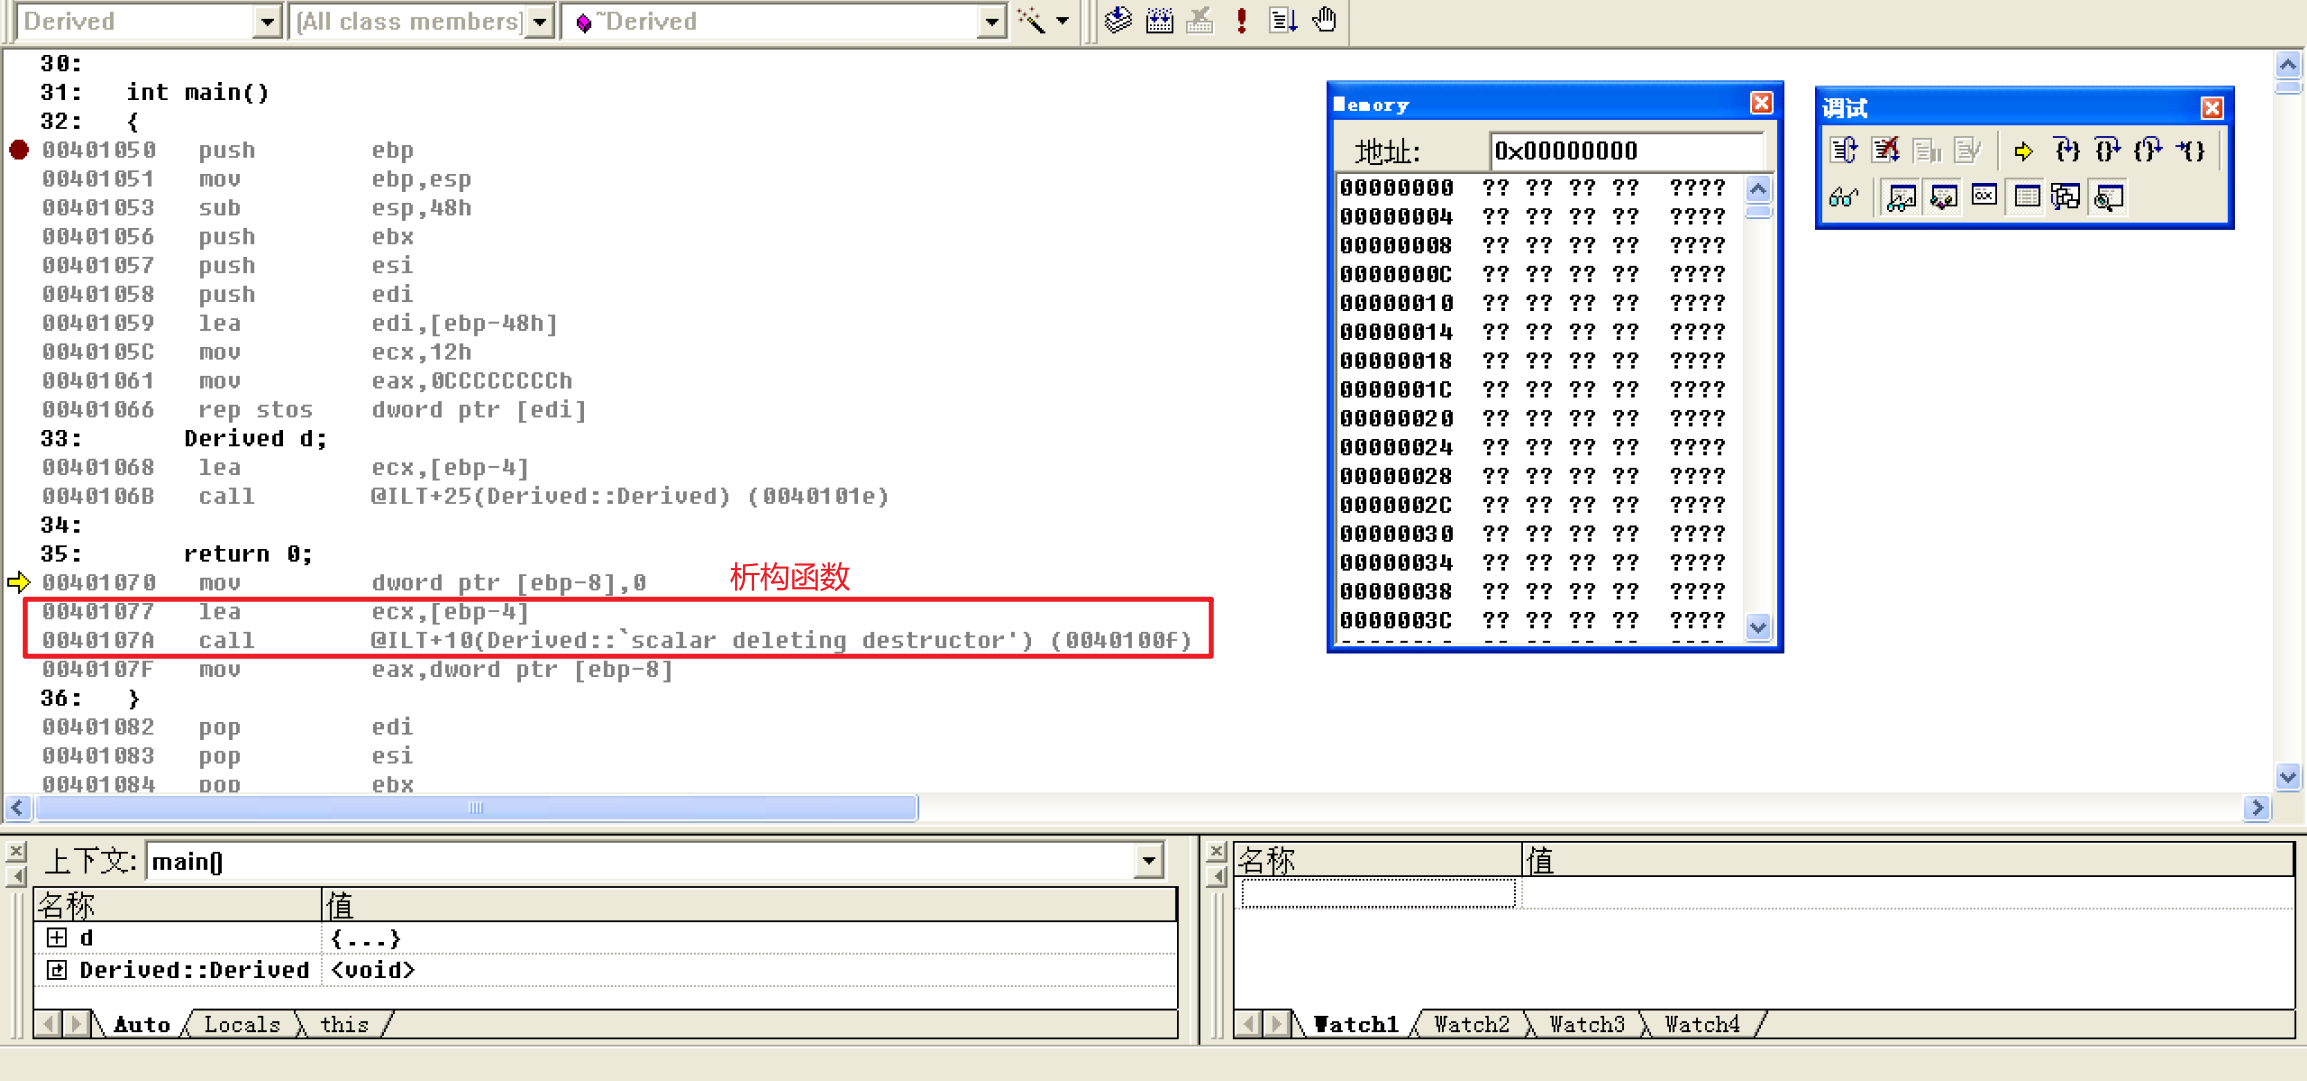 Derived [All class members] ~Derived
30:
31: int main()
32: {
00401050 push ebp
00401051 mov ebp,esp
00401053 sub esp,48h
00401056 push ebx
00401057 push esi
00401058 push edi
00401059 lea edi,[ebp-48h]
0040105C mov ecx,12h
00401061 mov eax,0CCCCCCCCh
00401066 rep stos dword ptr [edi]
33: Derived d;
00401068 lea ecx,[ebp-4]
0040106B call @ILT+25(Derived::Derived) (0040101e)
34:
35: return 0;
00401070 mov dword ptr [ebp-8],0
析构函数
00401077 lea ecx,[ebp-4]
0040107A call @ILT+10(Derived::`scalar deleting destructor') (0040100f)
0040107F mov eax,dword ptr [ebp-8]
36: }
00401082 pop edi
00401083 pop esi
00401084 pop ebx
Memory
地址: 0x00000000
00000000 ?? ?? ?? ?? ????
00000004 ?? ?? ?? ?? ????
00000008 ?? ?? ?? ?? ????
0000000C ?? ?? ?? ?? ????
00000010 ?? ?? ?? ?? ????
00000014 ?? ?? ?? ?? ????
00000018 ?? ?? ?? ?? ????
0000001C ?? ?? ?? ?? ????
00000020 ?? ?? ?? ?? ????
00000024 ?? ?? ?? ?? ????
00000028 ?? ?? ?? ?? ????
0000002C ?? ?? ?? ?? ????
00000030 ?? ?? ?? ?? ????
00000034 ?? ?? ?? ?? ????
00000038 ?? ?? ?? ?? ????
0000003C ?? ?? ?? ?? ????
调试
上下文: main()
名称 值
d {...}
Derived::Derived <void>
Auto Locals this
名称 值
Watch1 Watch2 Watch3 Watch4